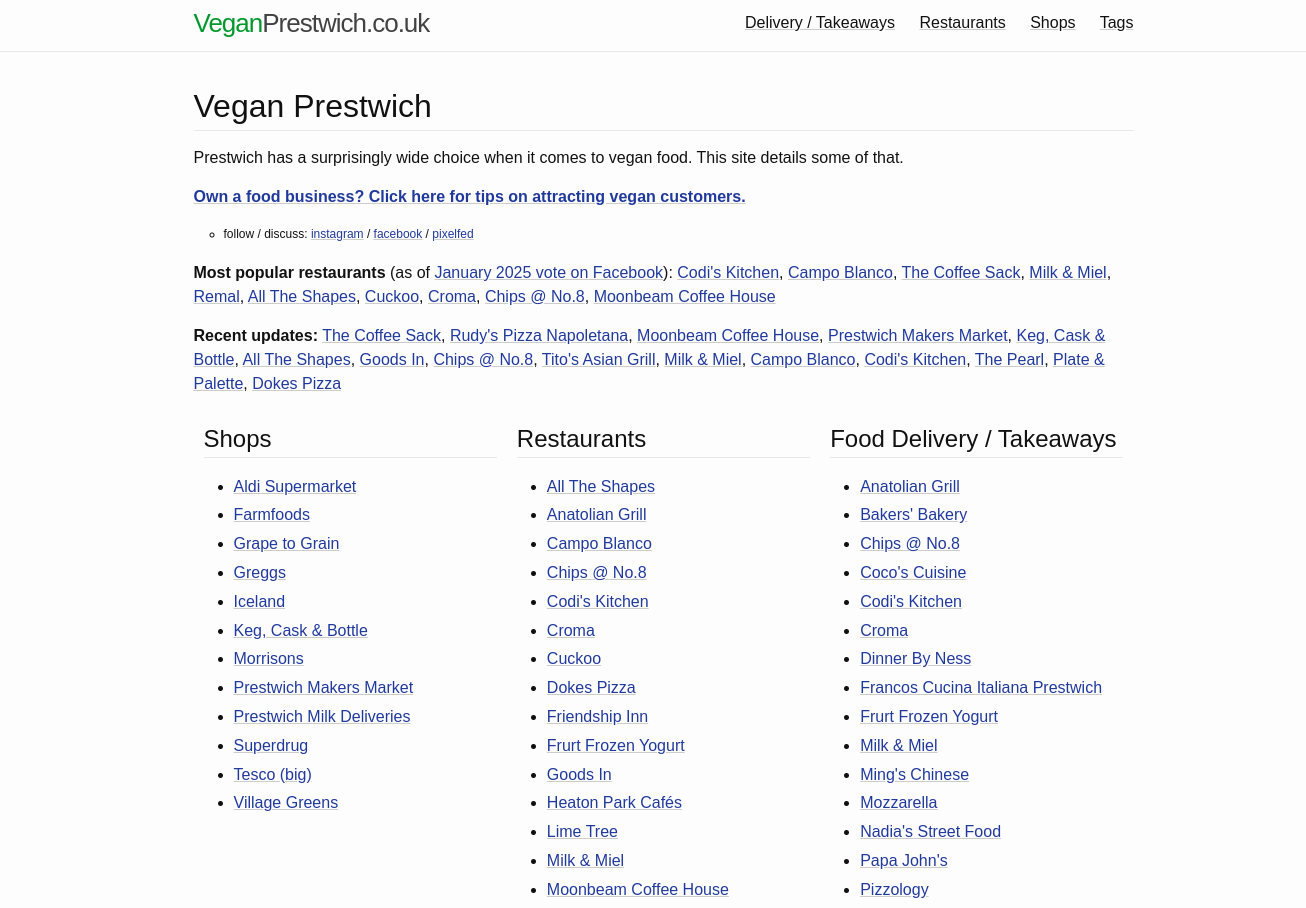 VeganPrestwich.co.uk
Delivery / Takeaways Restaurants Shops Tags
Vegan Prestwich
Prestwich has a surprisingly wide choice when it comes to vegan food. This site details some of that.
Own a food business? Click here for tips on attracting vegan customers.
follow / discuss: instagram / facebook / pixelfed
Most popular restaurants (as of January 2025 vote on Facebook): Codi's Kitchen, Campo Blanco, The Coffee Sack, Milk & Miel,
Remal, All The Shapes, Cuckoo, Croma, Chips @ No.8, Moonbeam Coffee House
Recent updates: The Coffee Sack, Rudy's Pizza Napoletana, Moonbeam Coffee House, Prestwich Makers Market, Keg, Cask &
Bottle, All The Shapes, Goods In, Chips @ No.8, Tito's Asian Grill, Milk & Miel, Campo Blanco, Codi's Kitchen, The Pearl, Plate &
Palette, Dokes Pizza
Shops
Aldi Supermarket
Farmfoods
Grape to Grain
Greggs
Iceland
Keg, Cask & Bottle
Morrisons
Prestwich Makers Market
Prestwich Milk Deliveries
Superdrug
Tesco (big)
Village Greens
Restaurants
All The Shapes
Anatolian Grill
Campo Blanco
Chips @ No.8
Codi's Kitchen
Croma
Cuckoo
Dokes Pizza
Friendship Inn
Frurt Frozen Yogurt
Goods In
Heaton Park Cafés
Lime Tree
Milk & Miel
Moonbeam Coffee House
Food Delivery / Takeaways
Anatolian Grill
Bakers' Bakery
Chips @ No.8
Coco's Cuisine
Codi's Kitchen
Croma
Dinner By Ness
Francos Cucina Italiana Prestwich
Frurt Frozen Yogurt
Milk & Miel
Ming's Chinese
Mozzarella
Nadia's Street Food
Papa John's
Pizzology